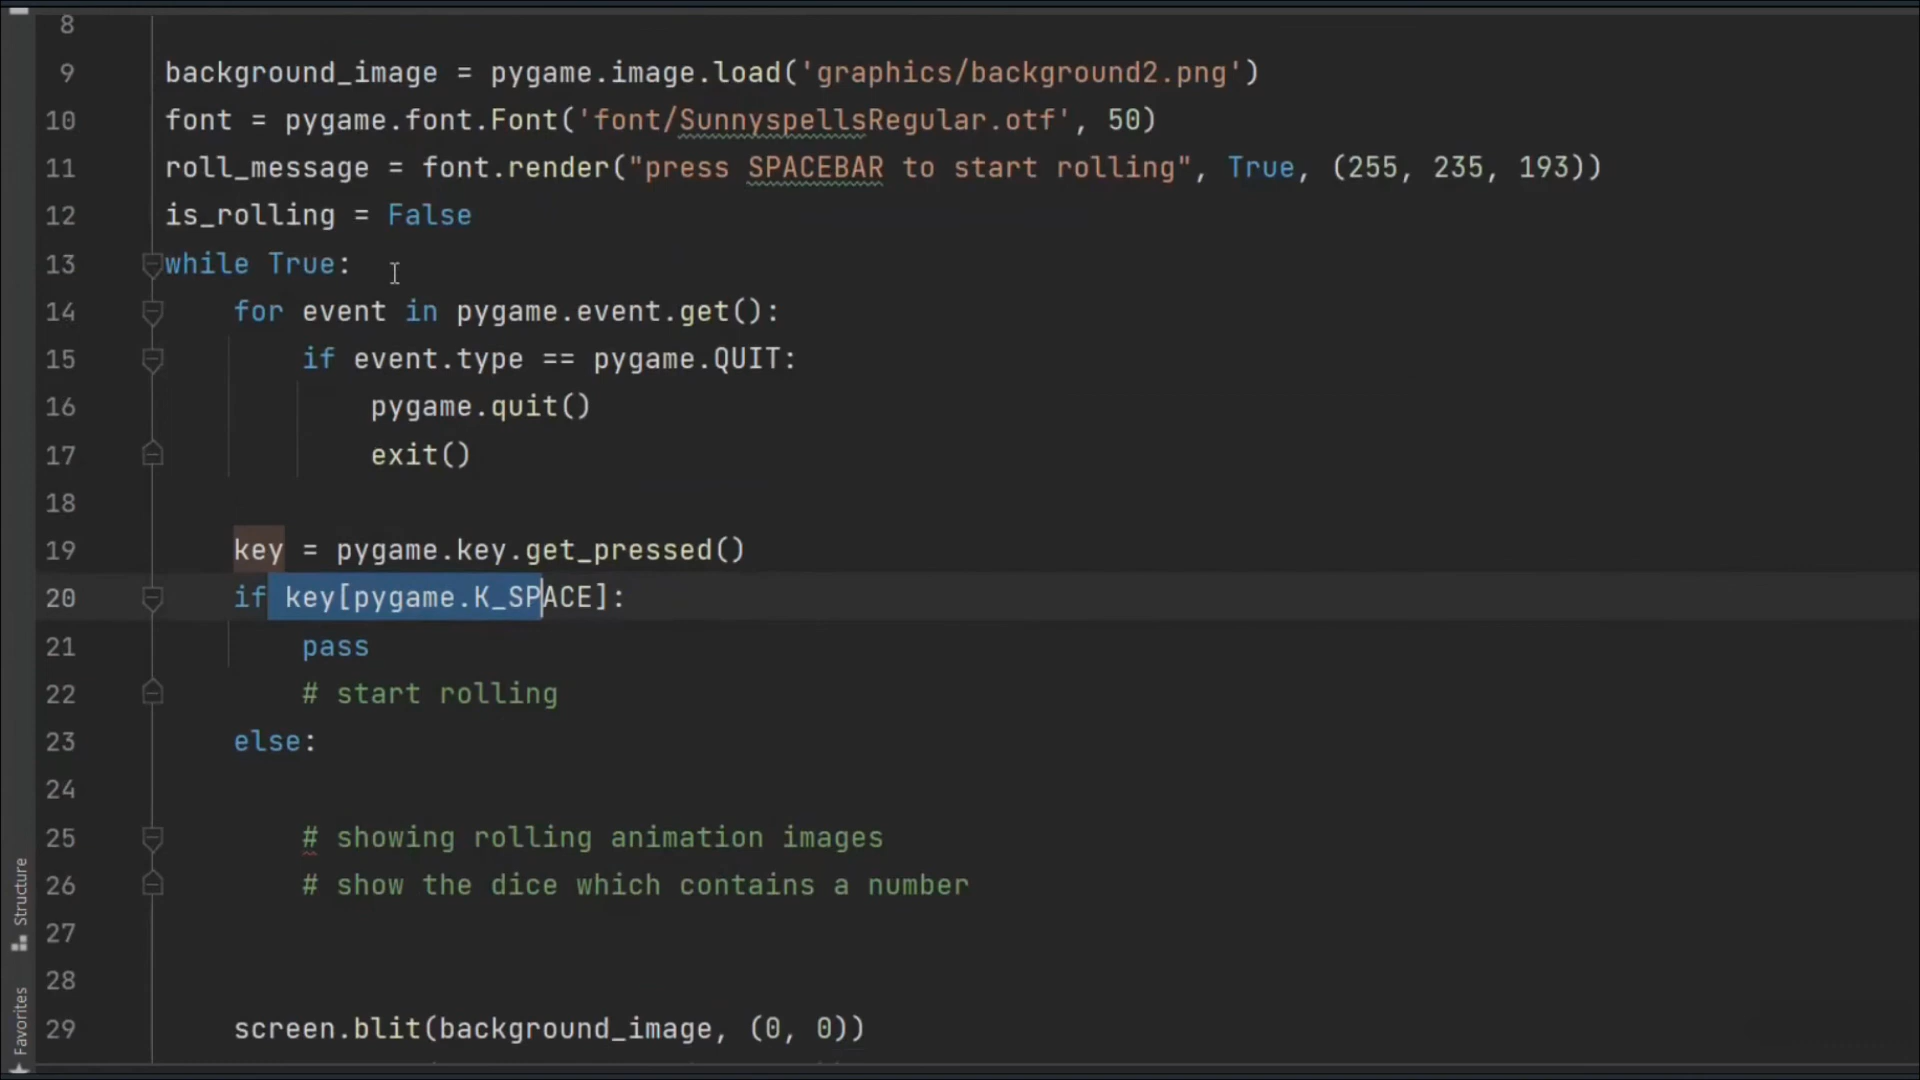 8
9 background_image = pygame.image.load('graphics/background2.png')
10 font = pygame.font.Font('font/SunnyspellsRegular.otf', 50)
11 roll_message = font.render("press SPACEBAR to start rolling", True, (255, 235, 193))
12 is_rolling = False
13 while True:
14 for event in pygame.event.get():
15 if event.type == pygame.QUIT:
16 pygame.quit()
17 exit()
18
19 key = pygame.key.get_pressed()
20 if key[pygame.K_SPACE]:
21 pass
22 # start rolling
23 else:
24
25 # showing rolling animation images
26 # show the dice which contains a number
27
28
29 screen.blit(background_image, (0, 0))
Structure
Favorites